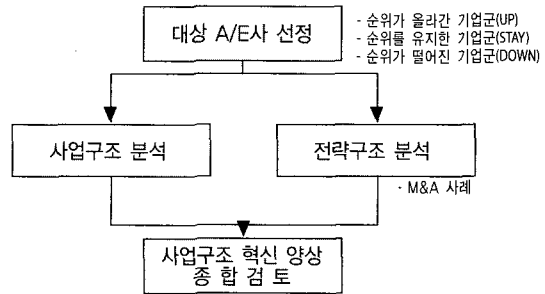 대상 A/E사 선정
- 순위가 올라간 기업군(UP)
- 순위를 유지한 기업군(STAY)
- 순위가 떨어진 기업군(DOWN)
사업구조 분석
전략구조 분석
- M&A 사례
사업구조 혁신 양상
종합검토